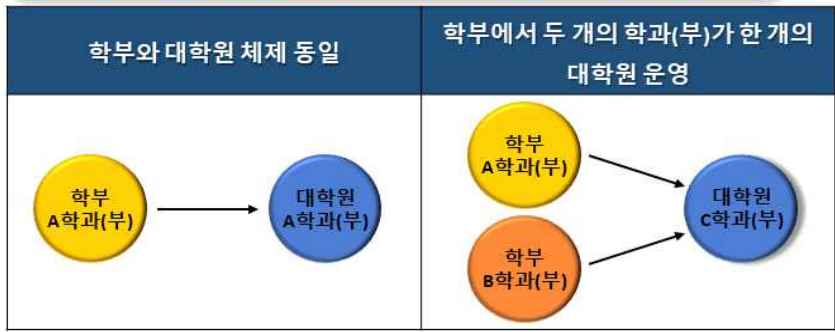 학부와 대학원 체제 동일
학부에서 두 개의 학과(부)가 한 개의
대학원 운영
학부
A학과(부)
대학원
A학과(부)
학부
A학과(부)
학부
B학과(부)
대학원
C학과(부)